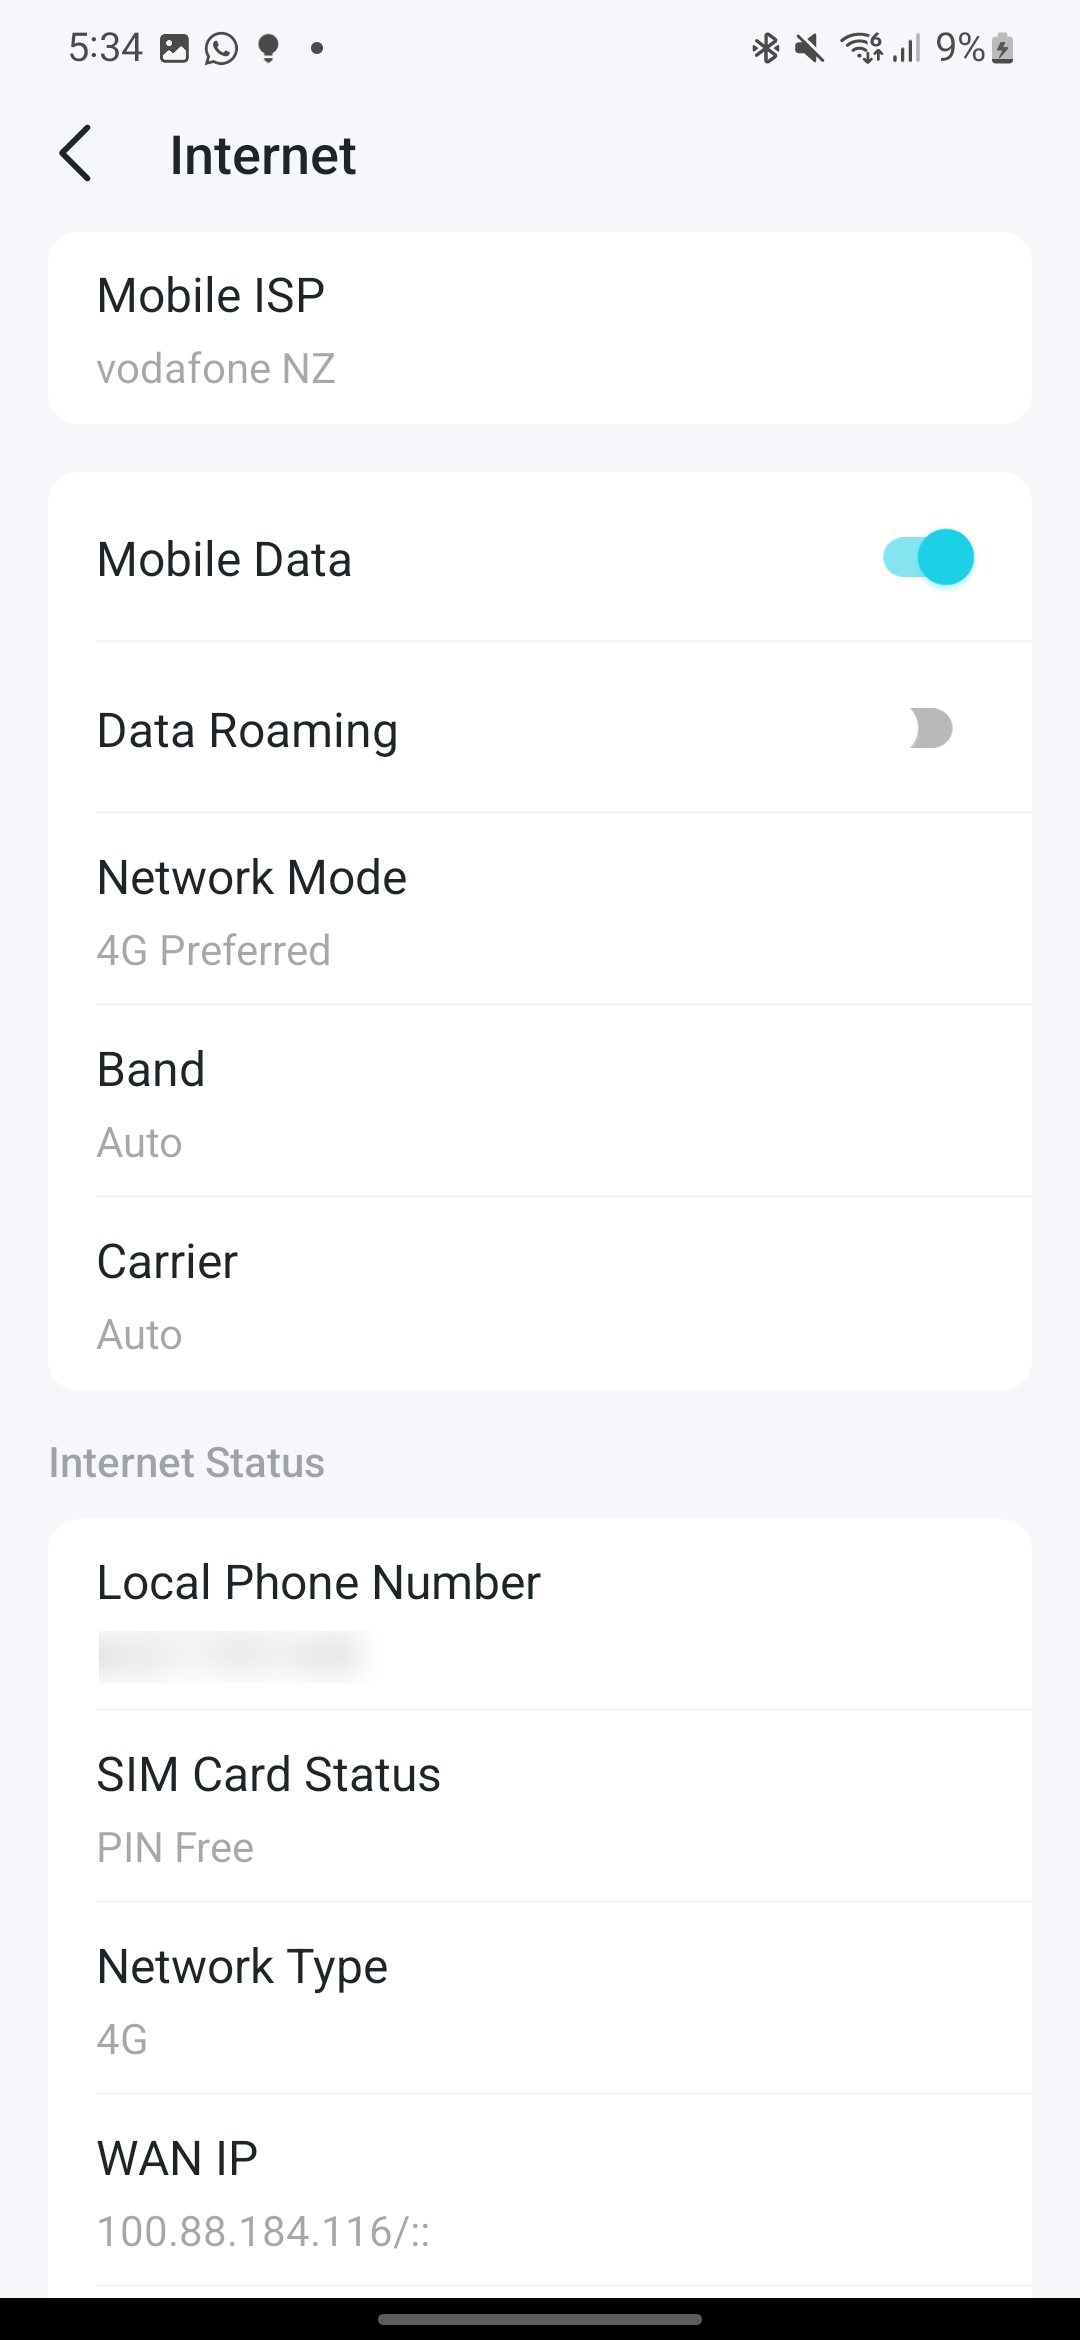 5:34
6
9%
Internet
Mobile ISP
vodafone NZ
Mobile Data
Data Roaming
Network Mode
4G Preferred
Band
Auto
Carrier
Auto
Internet Status
Local Phone Number
SIM Card Status
PIN Free
Network Type
4G
WAN IP
100.88.184.116/::